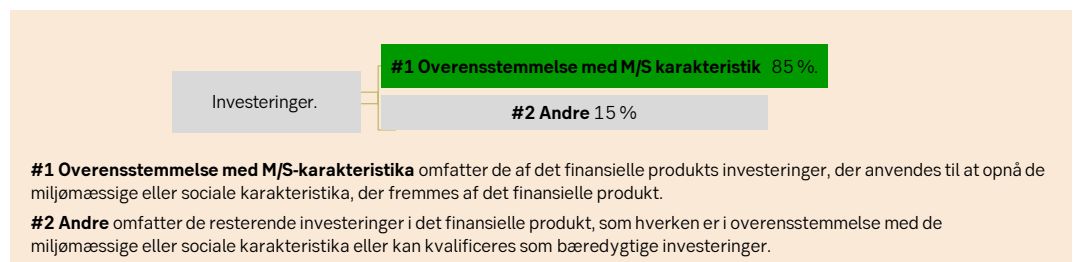 #1 Overensstemmelse med M/S karakteristik 85 %.
Investeringer.
#2 Andre 15 %
#1 Overensstemmelse med M/S-karakteristika omfatter de af det finansielle produkts investeringer, der anvendes til at opnå de
miljømæssige eller sociale karakteristika, der fremmes af det finansielle produkt.
#2 Andre omfatter de resterende investeringer i det finansielle produkt, som hverken er i overensstemmelse med de
miljømæssige eller sociale karakteristika eller kan kvalificeres som bæredygtige investeringer.